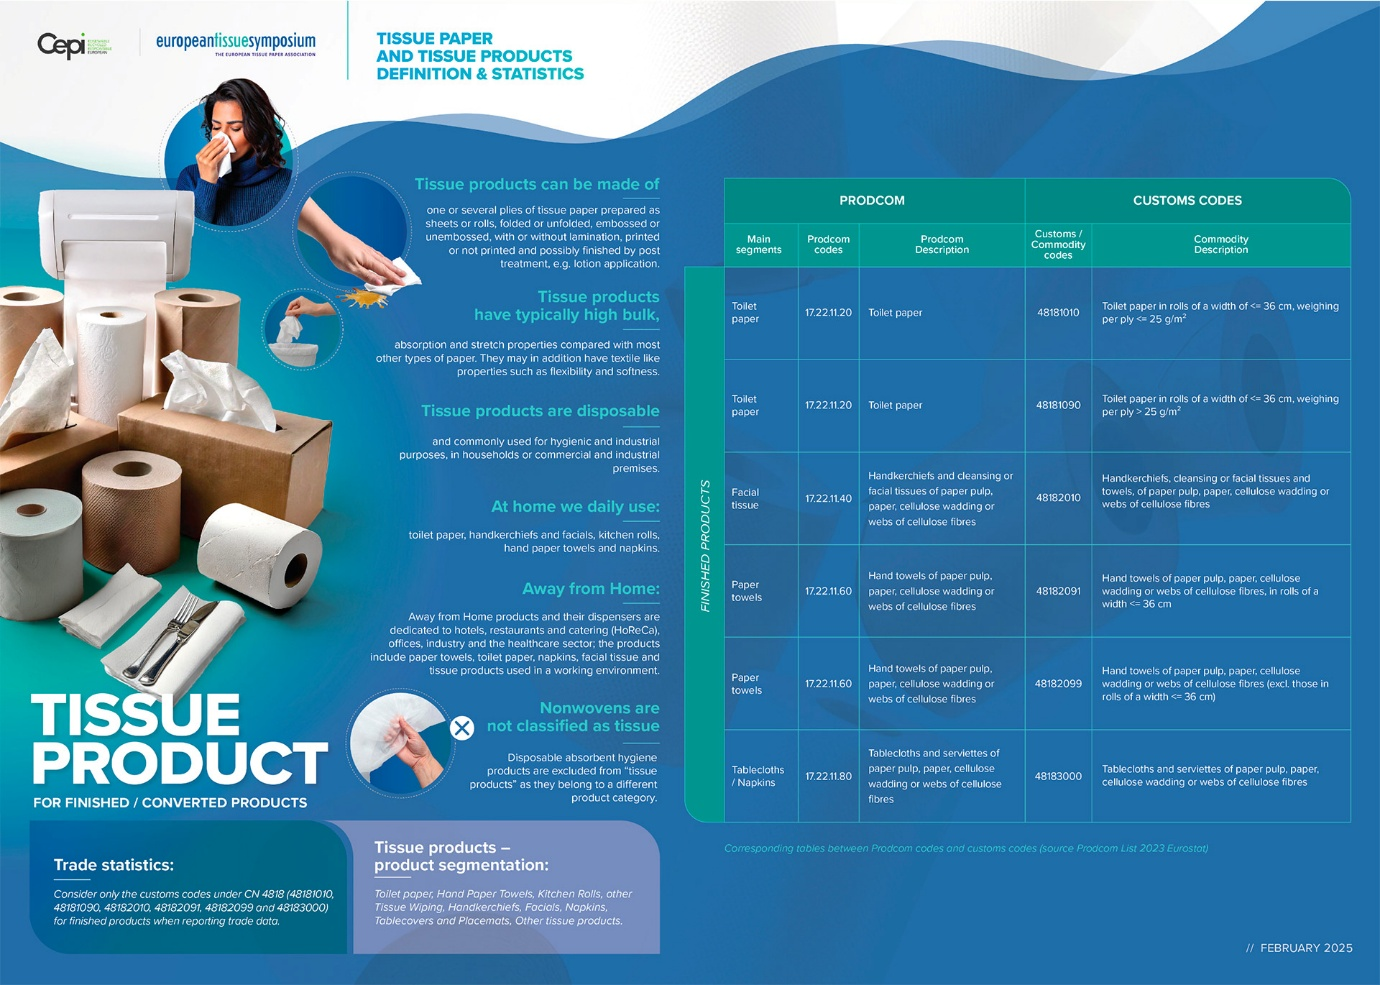 Cepi
europeantissuesymposium
THE EUROPEAN TISSUE PAPER ASSOCIATION
TISSUE PAPER
AND TISSUE PRODUCTS
DEFINITION & STATISTICS
Tissue products can be made of
one or several plies of tissue paper prepared as
sheets or rolls, folded or unfolded, embossed or
unembossed, with or without lamination, printed
or not printed and possibly finished by post
treatment, e.g. lotion application.
Tissue products
have typically high bulk,
absorption and stretch properties compared with most
other types of paper. They may in addition have textile like
properties such as flexibility and softness.
Tissue products are disposable
and commonly used for hygienic and industrial
purposes, in households or commercial and industrial
premises.
At home we daily use:
toilet paper, handkerchiefs and facials, kitchen rolls,
hand paper towels and napkins.
Away from Home:
Away from Home products and their dispensers are
dedicated to hotels, restaurants and catering (HoReCa),
offices, industry and the healthcare sector; the products
include paper towels, toilet paper, napkins, facial tissue and
tissue products used in a working environment.
Nonwovens are
not classified as tissue
Disposable absorbent hygiene
products are excluded from “tissue
products” as they belong to a different
product category.
TISSUE
PRODUCT
FOR FINISHED / CONVERTED PRODUCTS
Trade statistics:
Consider only the customs codes under CN 4818 (48181010,
48181090, 48182010, 48182091, 48182099 and 48183000)
for finished products when reporting trade data.
Tissue products –
product segmentation:
Toilet paper, Hand Paper Towels, Kitchen Rolls, other
Tissue Wiping, Handkerchiefs, Facials, Napkins,
Tablecovers and Placemats, Other tissue products.
PRODCOM
CUSTOMS CODES
Main
segments
Prodcom
codes
Prodcom
Description
Customs /
Commodity
codes
Commodity
Description
FINISHED PRODUCTS
Toilet
paper
17.22.11.20
Toilet paper
48181010
Toilet paper in rolls of a width of <= 36 cm, weighing
per ply <= 25 g/m²
Toilet
paper
17.22.11.20
Toilet paper
48181090
Toilet paper in rolls of a width of <= 36 cm, weighing
per ply > 25 g/m²
Facial
tissue
17.22.11.40
Handkerchiefs and cleansing or
facial tissues of paper pulp,
paper, cellulose wadding or
webs of cellulose fibres
48182010
Handkerchiefs, cleansing or facial tissues and
towels, of paper pulp, paper, cellulose wadding or
webs of cellulose fibres
Paper
towels
17.22.11.60
Hand towels of paper pulp,
paper, cellulose wadding or
webs of cellulose fibres
48182091
Hand towels of paper pulp, paper, cellulose
wadding or webs of cellulose fibres, in rolls of a
width <= 36 cm
Paper
towels
17.22.11.60
Hand towels of paper pulp,
paper, cellulose wadding or
webs of cellulose fibres
48182099
Hand towels of paper pulp, paper, cellulose
wadding or webs of cellulose fibres (excl. those in
rolls of a width <= 36 cm)
Tablecloths
/ Napkins
17.22.11.80
Tablecloths and serviettes of
paper pulp, paper, cellulose
wadding or webs of cellulose
fibres
48183000
Tablecloths and serviettes of paper pulp, paper,
cellulose wadding or webs of cellulose fibres
Corresponding tables between Prodcom codes and customs codes (source Prodcom List 2023 Eurostat)
// FEBRUARY 2025